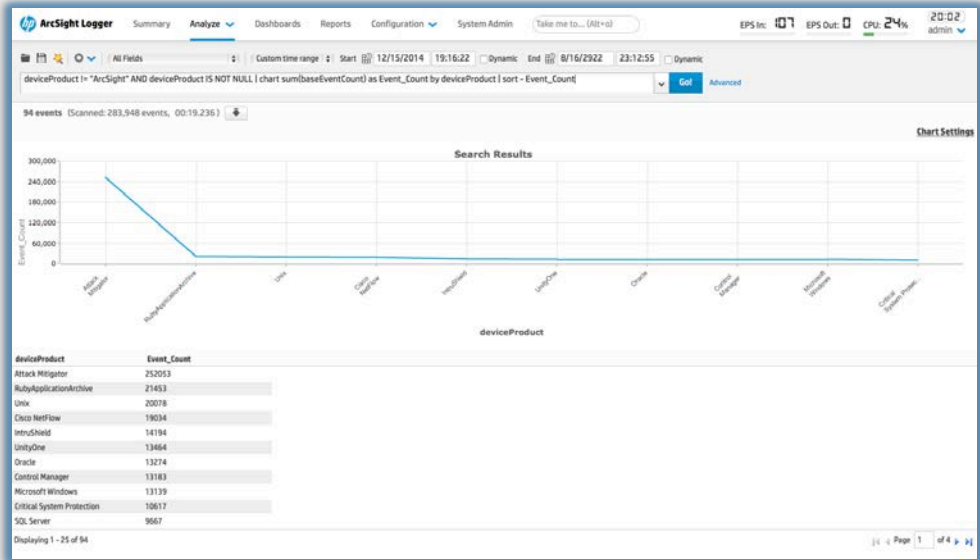 hp ArcSight Logger Summary Analyze Dashboards Reports Configuration System Admin Take me to... (Alt+o) EPS In: 107 EPS Out: 0 CPU: 24% 20:02
admin
All Fields Custom time range Start 12/15/2014 19:16:22 Dynamic End 8/16/2922 23:12:55 Dynamic
deviceProduct != "ArcSight" AND deviceProduct IS NOT NULL | chart sum(baseEventCount) as Event_Count by deviceProduct | sort - Event_Count Go! Advanced
94 events (Scanned: 283,948 events, 00:19.236)
Chart Settings
Search Results
300,000
240,000
180,000
120,000
60,000
0
Event_Count
Attack Mitigator
RubyApplicationArchive
Unix
Cisco NetFlow
IntruShield
UnityOne
Oracle
Control Manager
Microsoft Windows
Critical System Protec...
deviceProduct
deviceProduct Event_Count
Attack Mitigator 252053
RubyApplicationArchive 21453
Unix 20078
Cisco NetFlow 19034
IntruShield 14194
UnityOne 13464
Oracle 13274
Control Manager 13183
Microsoft Windows 13139
Critical System Protection 10617
SQL Server 9667
Displaying 1 - 25 of 94 Page 1 of 4